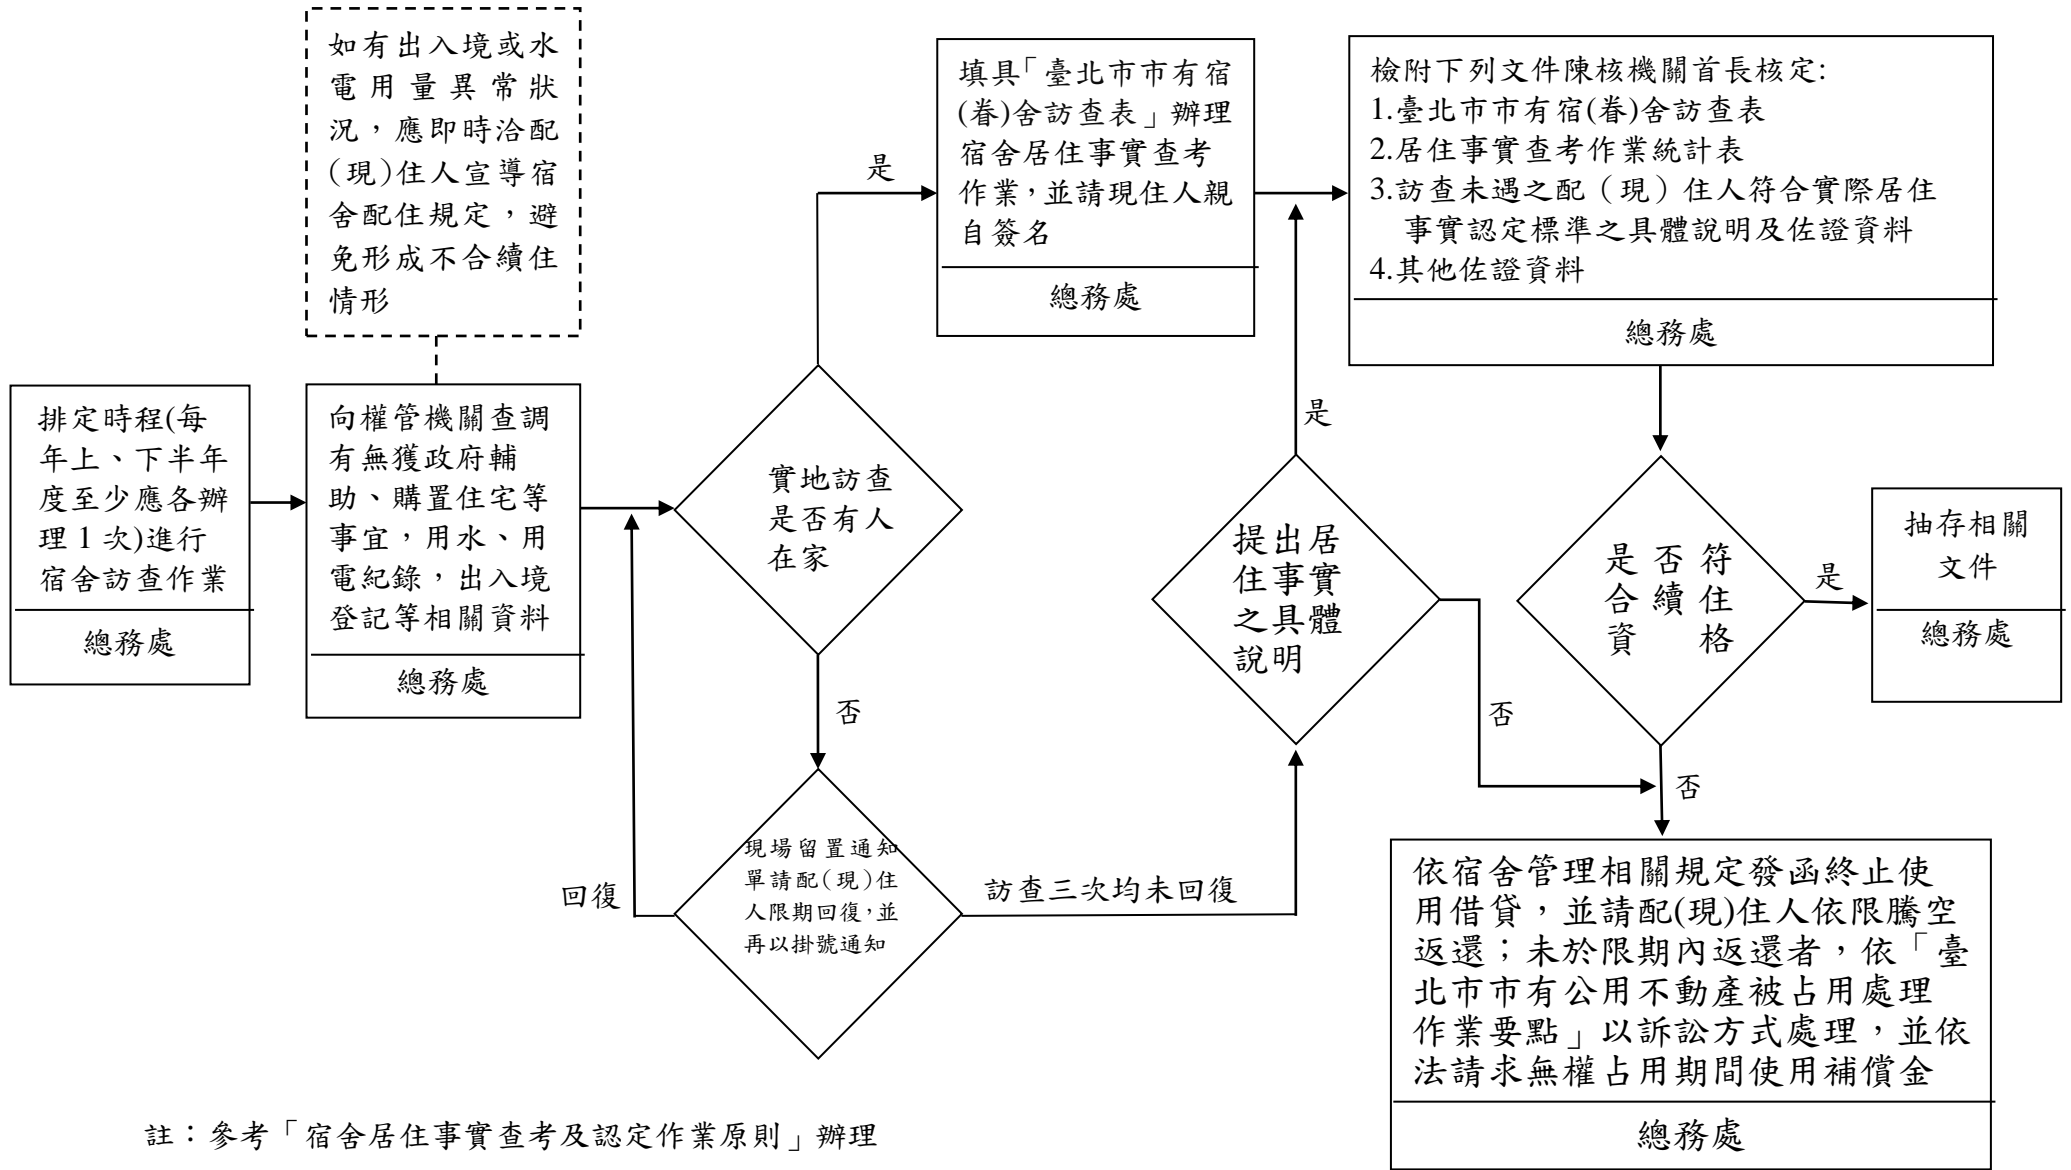 如有出入境或水
電用量異常狀
況，應即時洽配
(現)住人宣導宿
舍配住規定，避
免形成不合續住
情形
排定時程(每
年上、下半年
度至少應各辦
理 1 次)進行
宿舍訪查作業
總務處
向權管機關查調
有無獲政府輔
助、購置住宅等
事宜，用水、用
電紀錄，出入境
登記等相關資料
總務處
實地訪查
是否有人
在家
是
否
現場留置通知
單請配(現)住
人限期回復，並
再以掛號通知
回復
訪查三次均未回復
填具「臺北市市有宿
(眷)舍訪查表」辦理
宿舍居住事實查考
作業，並請現住人親
自簽名
總務處
提出居
住事實
之具體
說明
是
否
檢附下列文件陳核機關首長核定:
1.臺北市市有宿(眷)舍訪查表
2.居住事實查考作業統計表
3.訪查未遇之配（現）住人符合實際居住
事實認定標準之具體說明及佐證資料
4.其他佐證資料
總務處
是否符
合續住
資格
是
否
抽存相關
文件
總務處
依宿舍管理相關規定發函終止使
用借貸，並請配(現)住人依限騰空
返還；未於限期內返還者，依「臺
北市市有公用不動產被占用處理
作業要點」以訴訟方式處理，並依
法請求無權占用期間使用補償金
總務處
註：參考「宿舍居住事實查考及認定作業原則」辦理